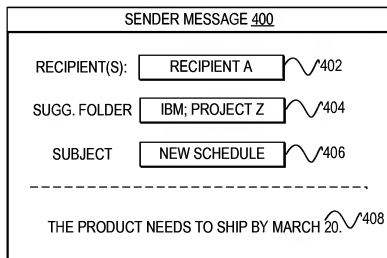 SENDER MESSAGE 400
RECIPIENT(S): RECIPIENT A 402
SUGG. FOLDER IBM; PROJECT Z 404
SUBJECT NEW SCHEDULE 406
THE PRODUCT NEEDS TO SHIP BY MARCH 20. 408